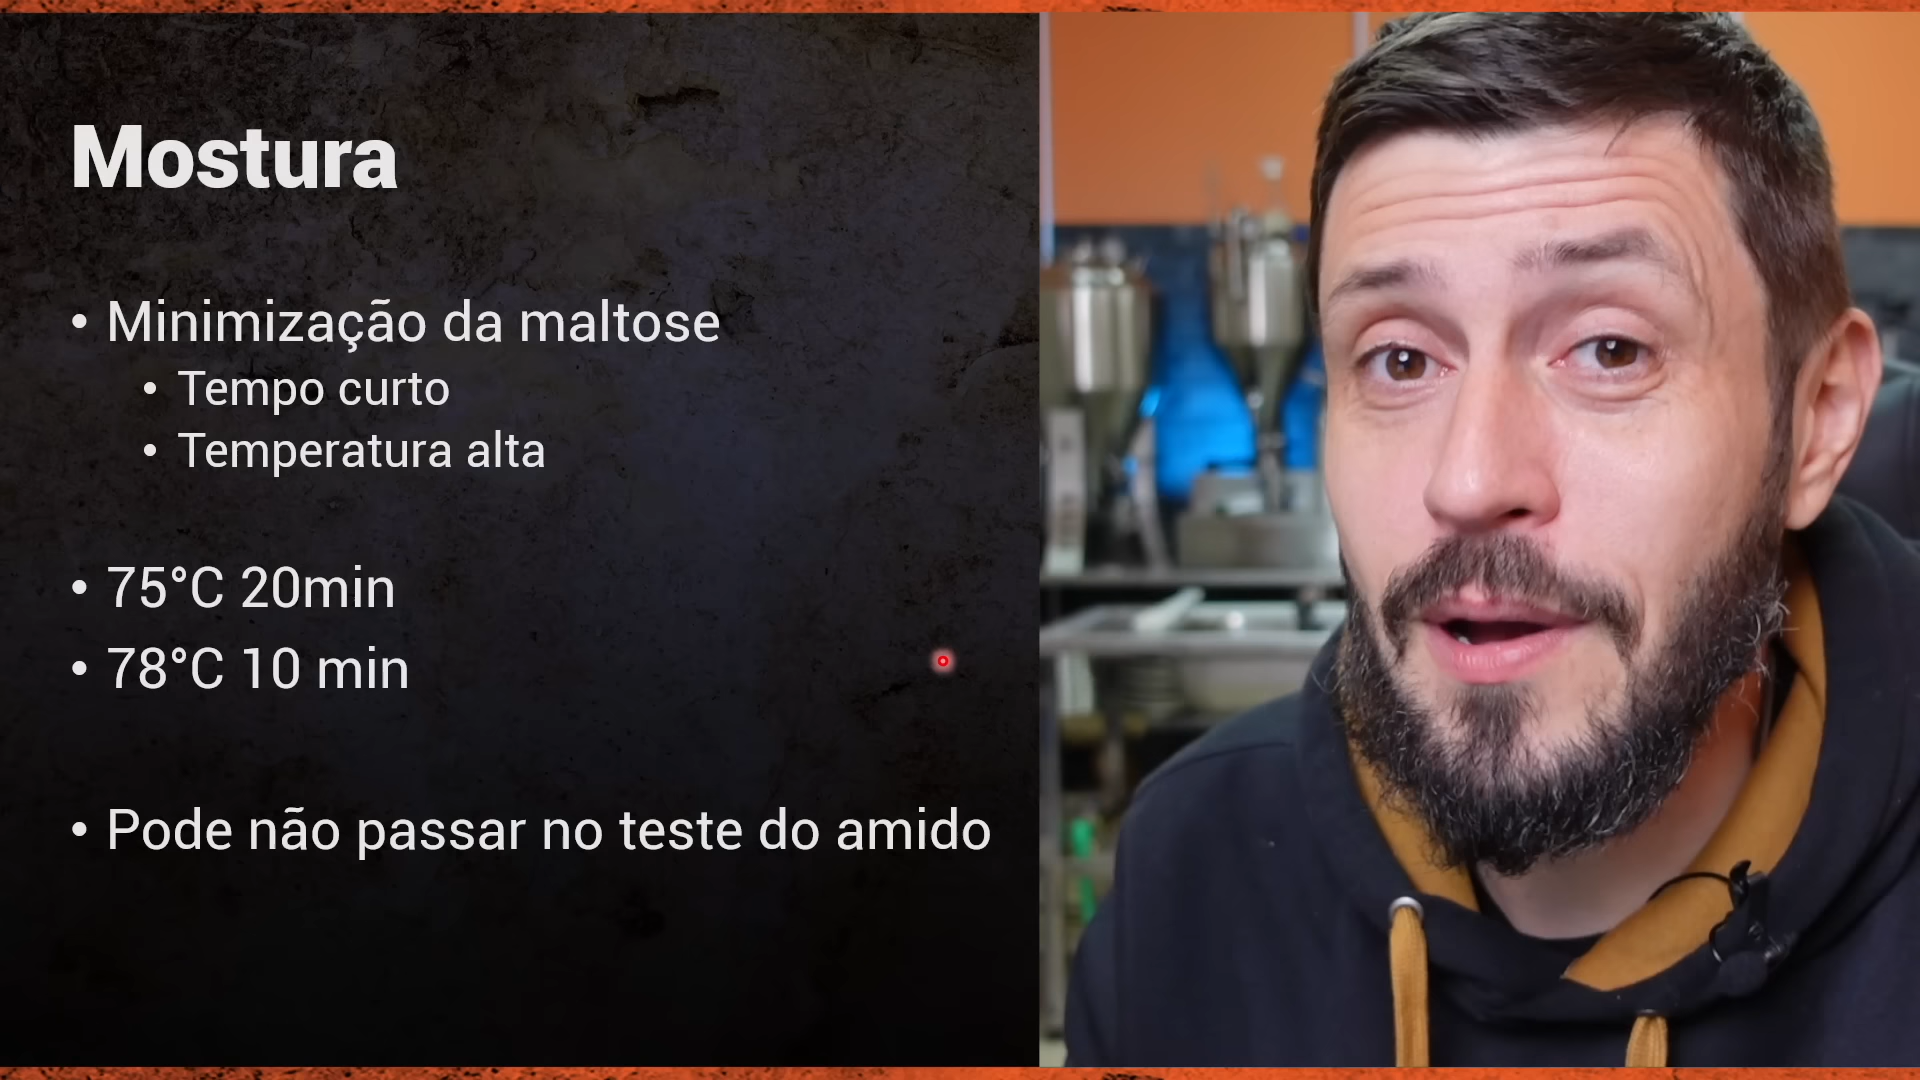 Mostura
• Minimização da maltose
• Tempo curto
• Temperatura alta
• 75°C 20min
• 78°C 10 min
• Pode não passar no teste do amido